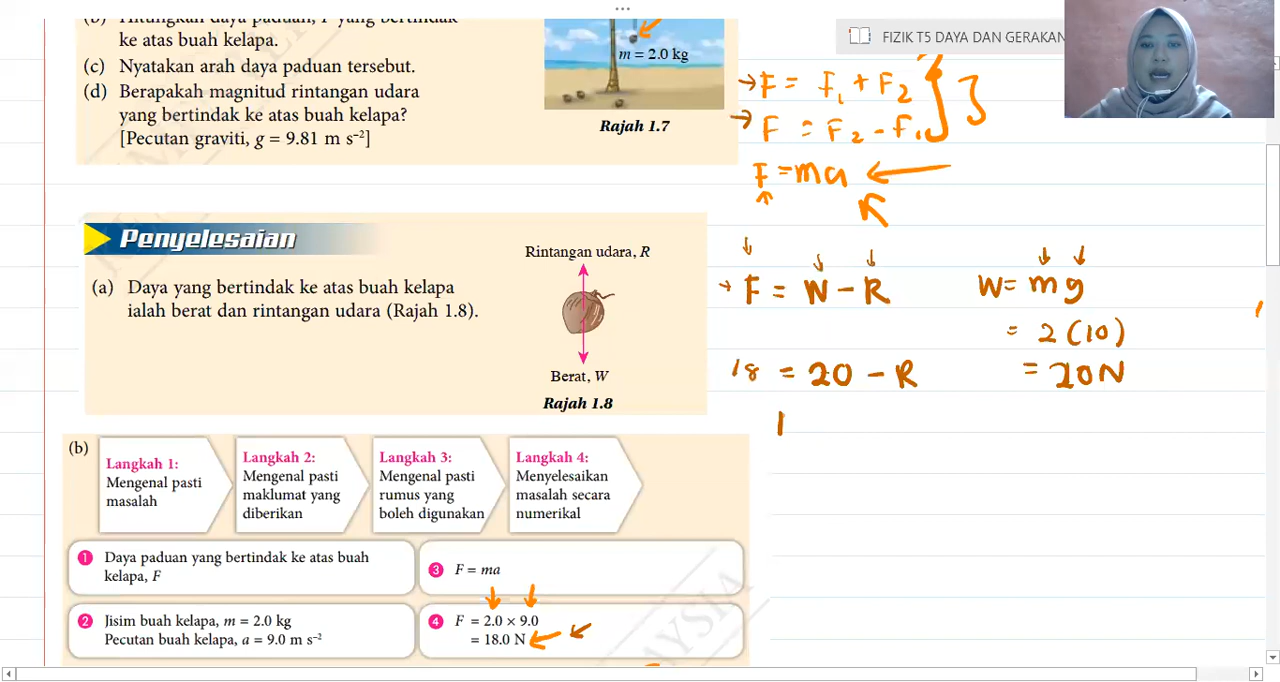 (b) Hitungkan daya paduan, F yang bertindak
ke atas buah kelapa.
(c) Nyatakan arah daya paduan tersebut.
(d) Berapakah magnitud rintangan udara
yang bertindak ke atas buah kelapa?
[Pecutan graviti, g = 9.81 m s⁻²]
m = 2.0 kg
Rajah 1.7
FIZIK T5 DAYA DAN GERAKAN
F = F₁ + F₂
F = F₂ − F₁
F = ma
Penyelesaian
(a) Daya yang bertindak ke atas buah kelapa
ialah berat dan rintangan udara (Rajah 1.8).
Rintangan udara, R
Berat, W
Rajah 1.8
F = W − R
18 = 20 − R
W = mg
= 2 (10)
= 20N
(b)
Langkah 1:
Mengenal pasti
masalah
Langkah 2:
Mengenal pasti
maklumat yang
diberikan
Langkah 3:
Mengenal pasti
rumus yang
boleh digunakan
Langkah 4:
Menyelesaikan
masalah secara
numerikal
1 Daya paduan yang bertindak ke atas buah
kelapa, F
2 Jisim buah kelapa, m = 2.0 kg
Pecutan buah kelapa, a = 9.0 m s⁻²
3 F = ma
4 F = 2.0 × 9.0
= 18.0 N